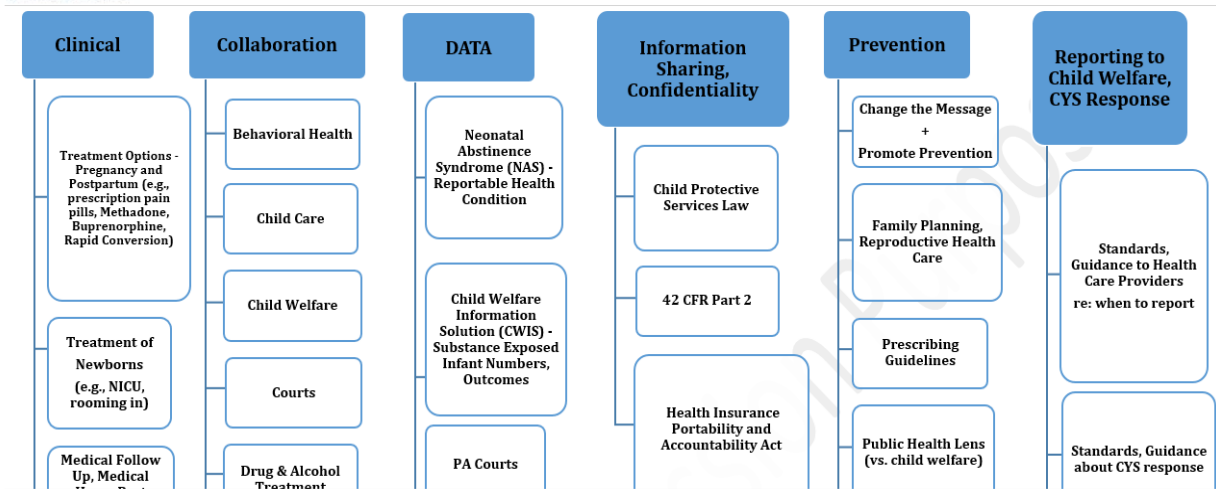 Clinical
Treatment Options -
Pregnancy and
Postpartum (e.g.,
prescription pain
pills, Methadone,
Buprenorphine,
Rapid Conversion)
Treatment of
Newborns
(e.g., NICU,
rooming in)
Medical Follow
Up, Medical
Collaboration
Behavioral Health
Child Care
Child Welfare
Courts
Drug & Alcohol
Treatment
DATA
Neonatal
Abstinence
Syndrome (NAS) -
Reportable Health
Condition
Child Welfare
Information
Solution (CWIS) -
Substance Exposed
Infant Numbers,
Outcomes
PA Courts
Information
Sharing,
Confidentiality
Child Protective
Services Law
42 CFR Part 2
Health Insurance
Portability and
Accountability Act
Prevention
Change the Message
+
Promote Prevention
Family Planning,
Reproductive Health
Care
Prescribing
Guidelines
Public Health Lens
(vs. child welfare)
Reporting to
Child Welfare,
CYS Response
Standards,
Guidance to Health
Care Providers
re: when to report
Standards, Guidance
about CYS response